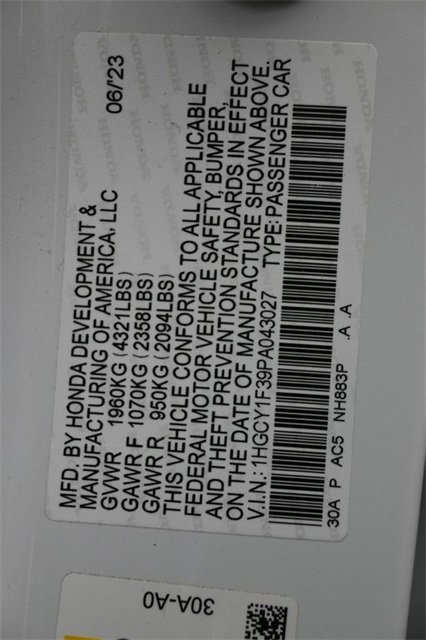 MFD. BY HONDA DEVELOPMENT &
MANUFACTURING OF AMERICA, LLC 06/'23
GVWR 1960KG (4321LBS)
GAWR F 1070KG (2358LBS)
GAWR R 950KG (2094LBS)
THIS VEHICLE CONFORMS TO ALL APPLICABLE
FEDERAL MOTOR VEHICLE SAFETY, BUMPER,
AND THEFT PREVENTION STANDARDS IN EFFECT
ON THE DATE OF MANUFACTURE SHOWN ABOVE.
V.I.N.: 1HGCY1F39PA043027 TYPE: PASSENGER CAR
30A P AC5 NH883P .A .A
30A-A0